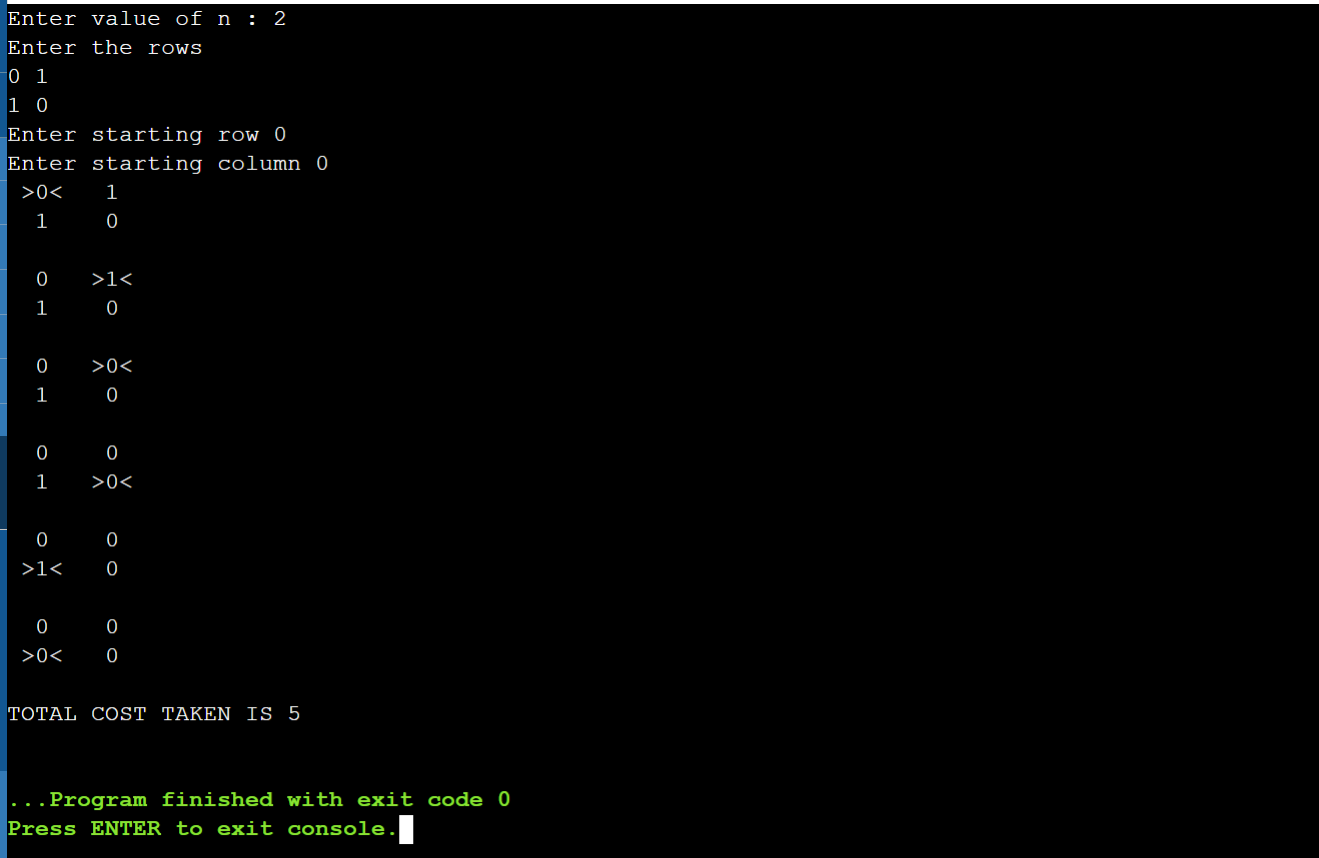 Enter value of n : 2
Enter the rows
0 1
1 0
Enter starting row 0
Enter starting column 0
 >0<   1
  1    0

  0   >1<
  1    0

  0   >0<
  1    0

  0    0
  1   >0<

  0    0
 >1<   0

  0    0
 >0<   0

TOTAL COST TAKEN IS 5

...Program finished with exit code 0
Press ENTER to exit console.